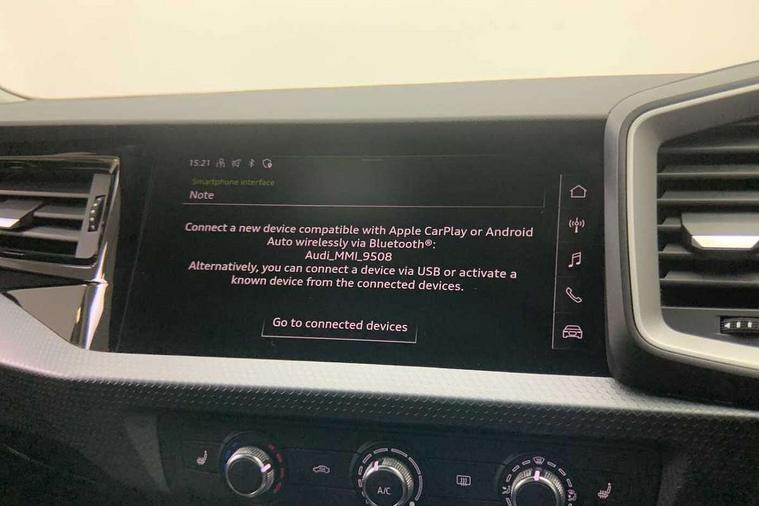 15:21
Smartphone interface
Note
Connect a new device compatible with Apple CarPlay or Android
Auto wirelessly via Bluetooth®:
Audi_MMI_9508
Alternatively, you can connect a device via USB or activate a
known device from the connected devices.
Go to connected devices
A/C